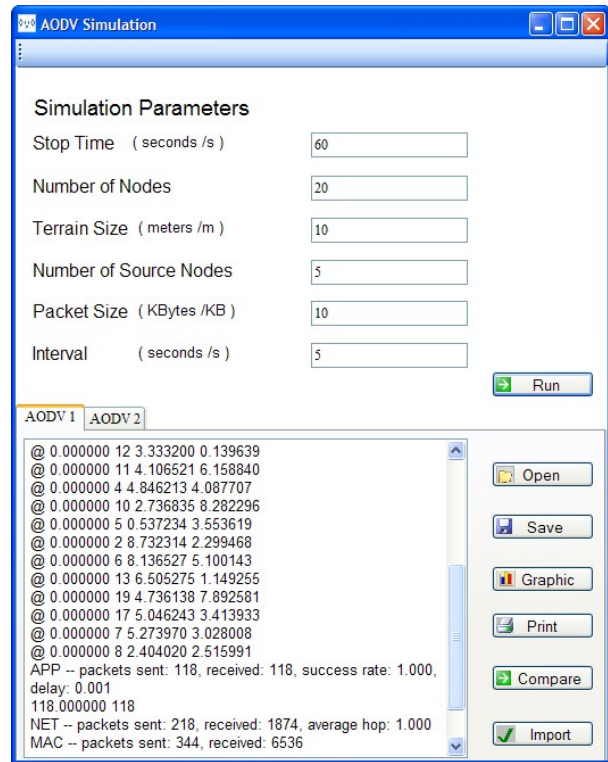 AODV Simulation
Simulation Parameters
Stop Time ( seconds /s ) 60
Number of Nodes 20
Terrain Size ( meters /m ) 10
Number of Source Nodes 5
Packet Size ( KBytes /KB ) 10
Interval ( seconds /s ) 5
Run
AODV 1 AODV 2
@ 0.000000 12 3.333200 0.139639
@ 0.000000 11 4.106521 6.158840
@ 0.000000 4 4.846213 4.087707
@ 0.000000 10 2.736835 8.282296
@ 0.000000 5 0.537234 3.553619
@ 0.000000 2 8.732314 2.299468
@ 0.000000 6 8.136527 5.100143
@ 0.000000 13 6.505275 1.149255
@ 0.000000 19 4.736138 7.892581
@ 0.000000 17 5.046243 3.413933
@ 0.000000 7 5.273970 3.028008
@ 0.000000 8 2.404020 2.515991
APP -- packets sent: 118, received: 118, success rate: 1.000,
delay: 0.001
118.000000 118
NET -- packets sent: 218, received: 1874, average hop: 1.000
MAC -- packets sent: 344, received: 6536
Open
Save
Graphic
Print
Compare
Import